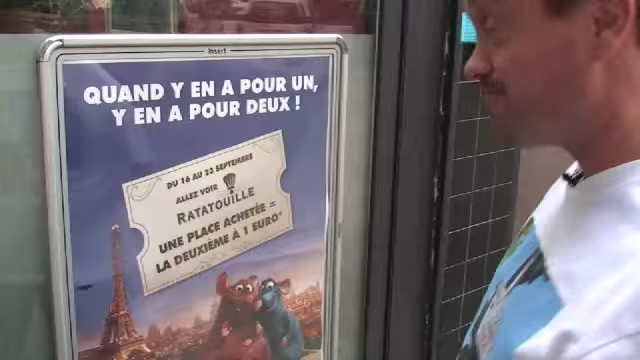 Insert
QUAND Y EN A POUR UN,
Y EN A POUR DEUX !
DU 16 AU 23 SEPTEMBRE
ALLEZ VOIR
RATATOUILLE
UNE PLACE ACHETÉE =
LA DEUXIÈME À 1 EURO*